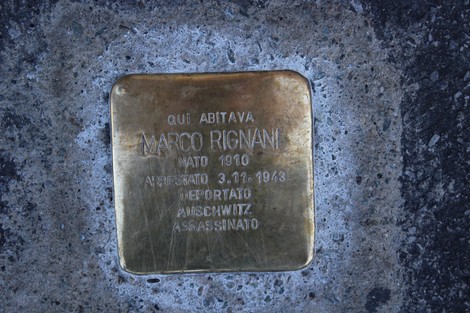 QUI ABITAVA
MARCO RIGNANI
NATO 1910
ARRESTATO 3.11.1943
DEPORTATO
AUSCHWITZ
ASSASSINATO